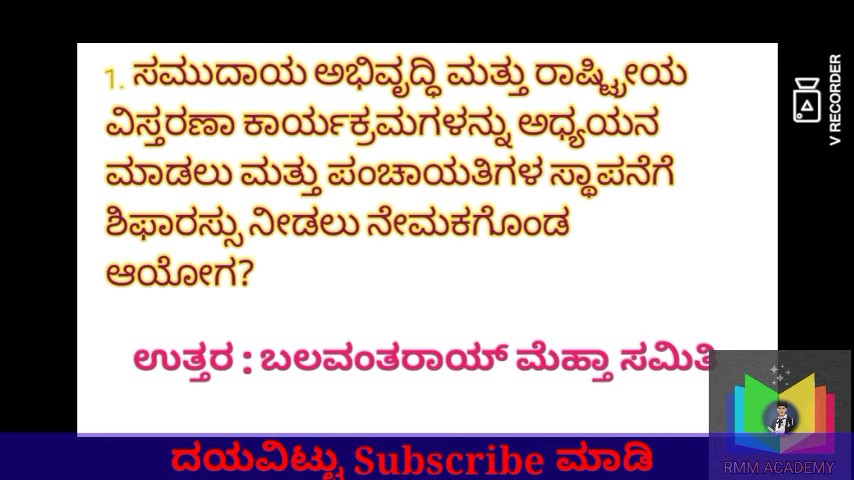 1. ಸಮುದಾಯ ಅಭಿವೃದ್ಧಿ ಮತ್ತು ರಾಷ್ಟ್ರೀಯ
ವಿಸ್ತರಣಾ ಕಾರ್ಯಕ್ರಮಗಳನ್ನು ಅಧ್ಯಯನ
ಮಾಡಲು ಮತ್ತು ಪಂಚಾಯತಿಗಳ ಸ್ಥಾಪನೆಗೆ
ಶಿಫಾರಸ್ಸು ನೀಡಲು ನೇಮಕಗೊಂಡ
ಆಯೋಗ?
ಉತ್ತರ : ಬಲವಂತರಾಯ್ ಮೆಹ್ತಾ ಸಮಿತಿ
ದಯವಿಟ್ಟು Subscribe ಮಾಡಿ
RMM ACADEMY
V RECORDER